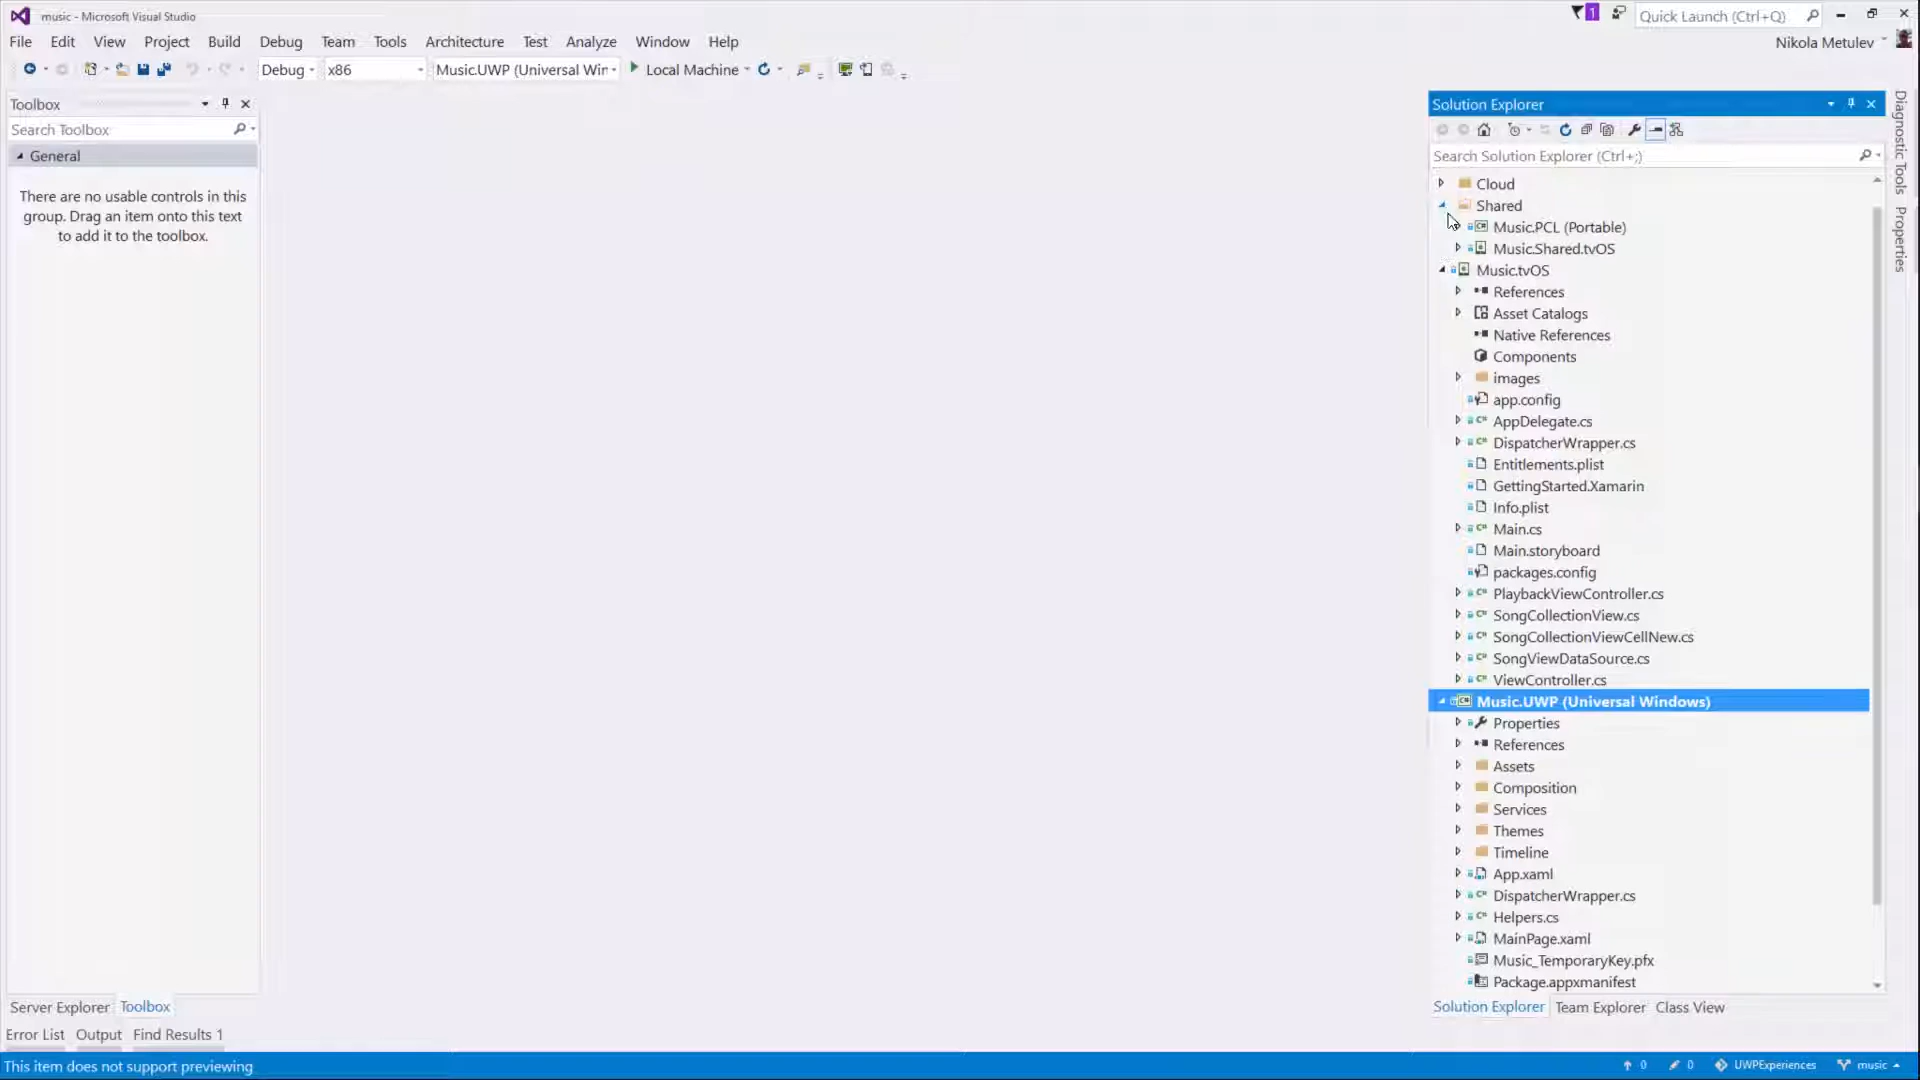 music - Microsoft Visual Studio
1
Quick Launch (Ctrl+Q)
File Edit View Project Build Debug Team Tools Architecture Test Analyze Window Help
Nikola Metulev
Debug x86 Music.UWP (Universal Win Local Machine
Toolbox
Search Toolbox
General
There are no usable controls in this
group. Drag an item onto this text
to add it to the toolbox.
Solution Explorer
Search Solution Explorer (Ctrl+;)
Cloud
Shared
Music.PCL (Portable)
Music.Shared.tvOS
Music.tvOS
References
Asset Catalogs
Native References
Components
images
app.config
AppDelegate.cs
DispatcherWrapper.cs
Entitlements.plist
GettingStarted.Xamarin
Info.plist
Main.cs
Main.storyboard
packages.config
PlaybackViewController.cs
SongCollectionView.cs
SongCollectionViewCellNew.cs
SongViewDataSource.cs
ViewController.cs
Music.UWP (Universal Windows)
Properties
References
Assets
Composition
Services
Themes
Timeline
App.xaml
DispatcherWrapper.cs
Helpers.cs
MainPage.xaml
Music_TemporaryKey.pfx
Package.appxmanifest
Diagnostic Tools
Properties
Server Explorer Toolbox
Solution Explorer Team Explorer Class View
Error List Output Find Results 1
This item does not support previewing
0 0 UWPExperiences music